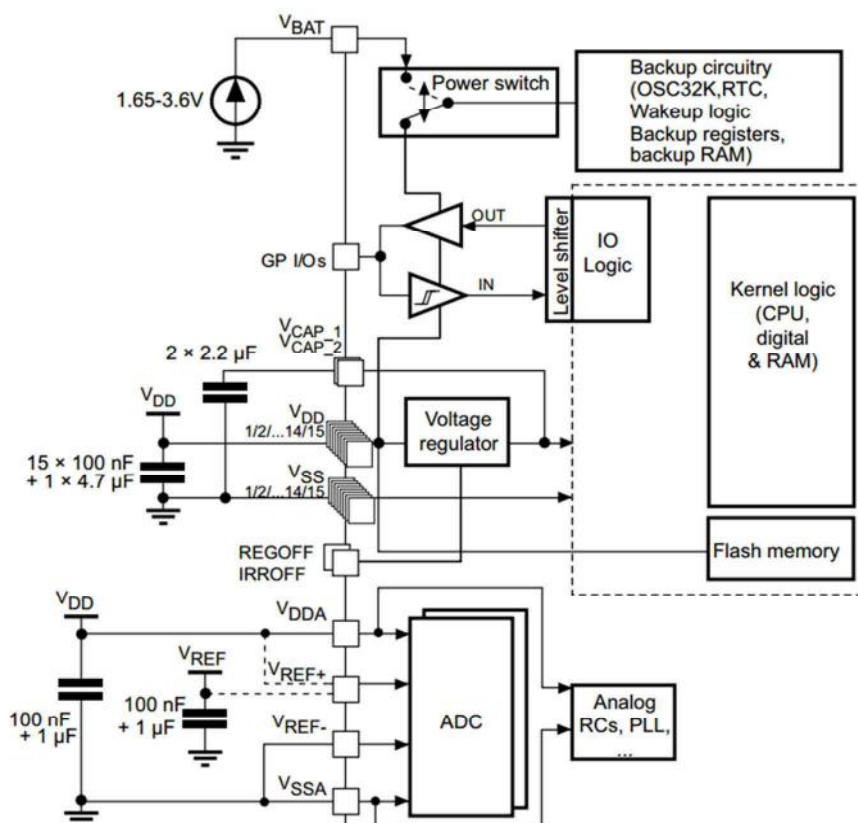 VBAT
1.65-3.6V
Power switch
Backup circuitry
(OSC32K,RTC,
Wakeup logic
Backup registers,
backup RAM)
OUT
GP I/Os
IN
Level shifter
IO
Logic
Kernel logic
(CPU,
digital
& RAM)
VCAP_1
VCAP_2
2 × 2.2 μF
VDD
VDD
1/2/...14/15
Voltage
regulator
15 × 100 nF
+ 1 × 4.7 μF
VSS
1/2/...14/15
REGOFF
IRROFF
Flash memory
VDD
VDDA
VREF
VREF+
100 nF
+ 1 μF
100 nF
+ 1 μF
VREF-
ADC
Analog
RCs, PLL,
...
VSSA